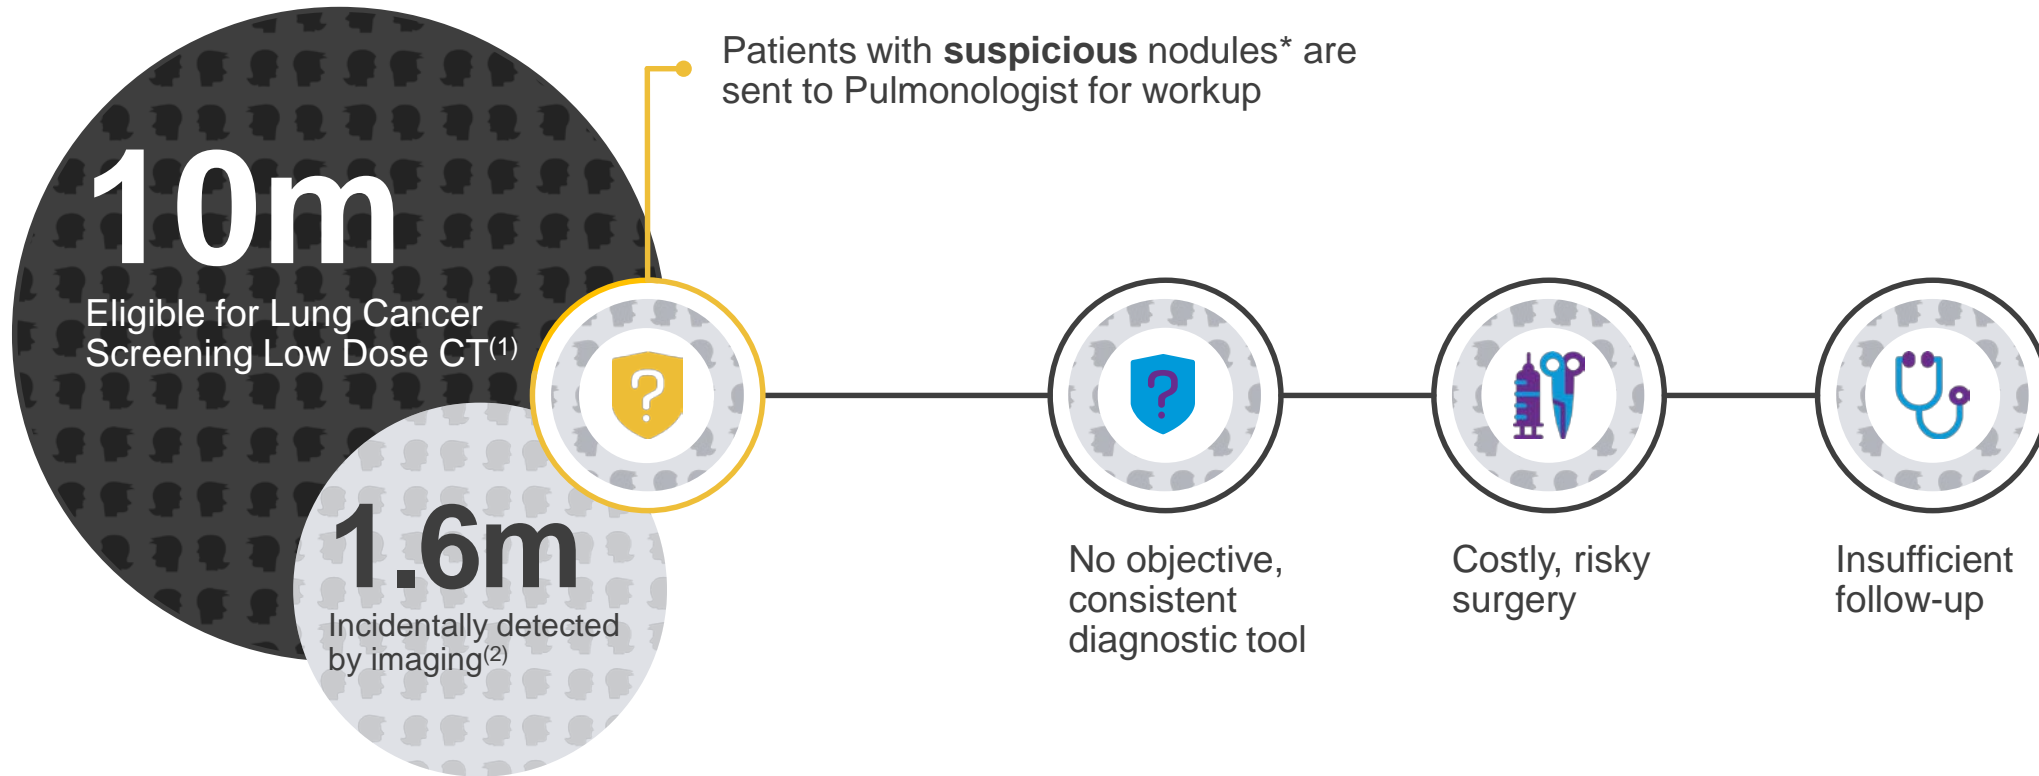 Patients with suspicious nodules* are
sent to Pulmonologist for workup
10m
Eligible for Lung Cancer
Screening Low Dose CT(1)
1.6m
Incidentally detected
by imaging(2)
?
?
No objective,
consistent
diagnostic tool
Costly, risky
surgery
Insufficient
follow-up